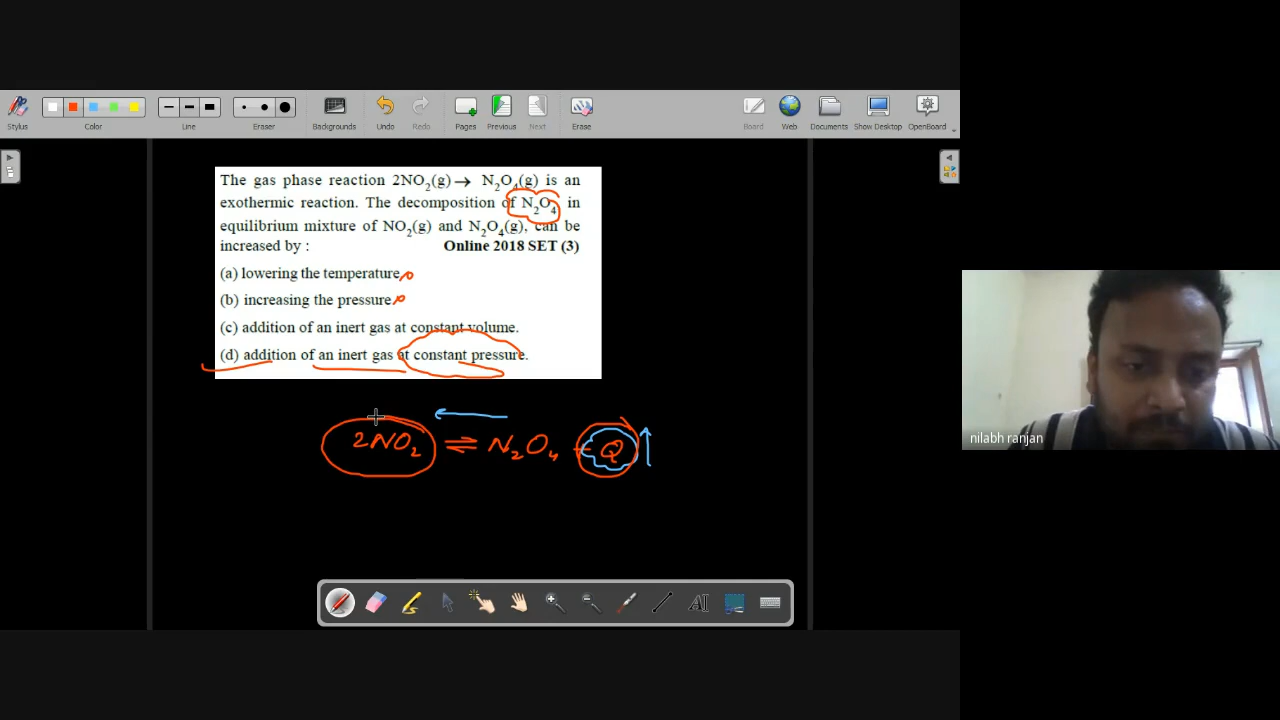 Stylus
Color
Line
Eraser
Backgrounds
Undo
Redo
Pages
Previous
Next
Erase
Board
Web
Documents
Show Desktop
OpenBoard
The gas phase reaction 2NO₂(g) → N₂O₄(g) is an
exothermic reaction. The decomposition of N₂O₄ in
equilibrium mixture of NO₂(g) and N₂O₄(g), can be
increased by : Online 2018 SET (3)
(a) lowering the temperature
(b) increasing the pressure
(c) addition of an inert gas at constant volume.
(d) addition of an inert gas at constant pressure.
2NO₂ ⇌ N₂O₄ + Q ↑
AI
nilabh ranjan